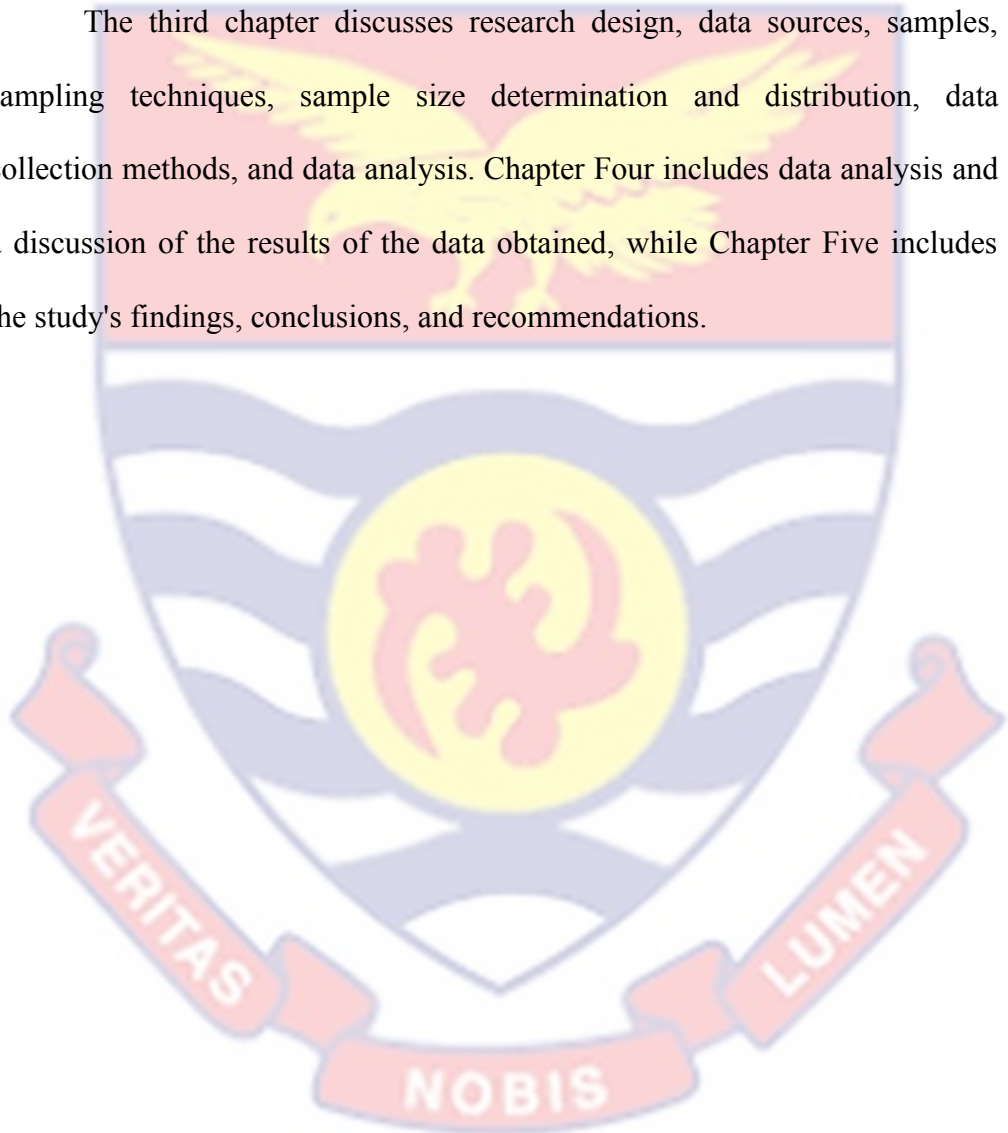 The third chapter discusses research design, data sources, samples,
ampling techniques, sample size determination and distribution, data
collection methods, and data analysis. Chapter Four includes data analysis and
discussion of the results of the data obtained, while Chapter Five includes
the study's findings, conclusions, and recommendations.
VERITAS
NOBIS
LUMEN